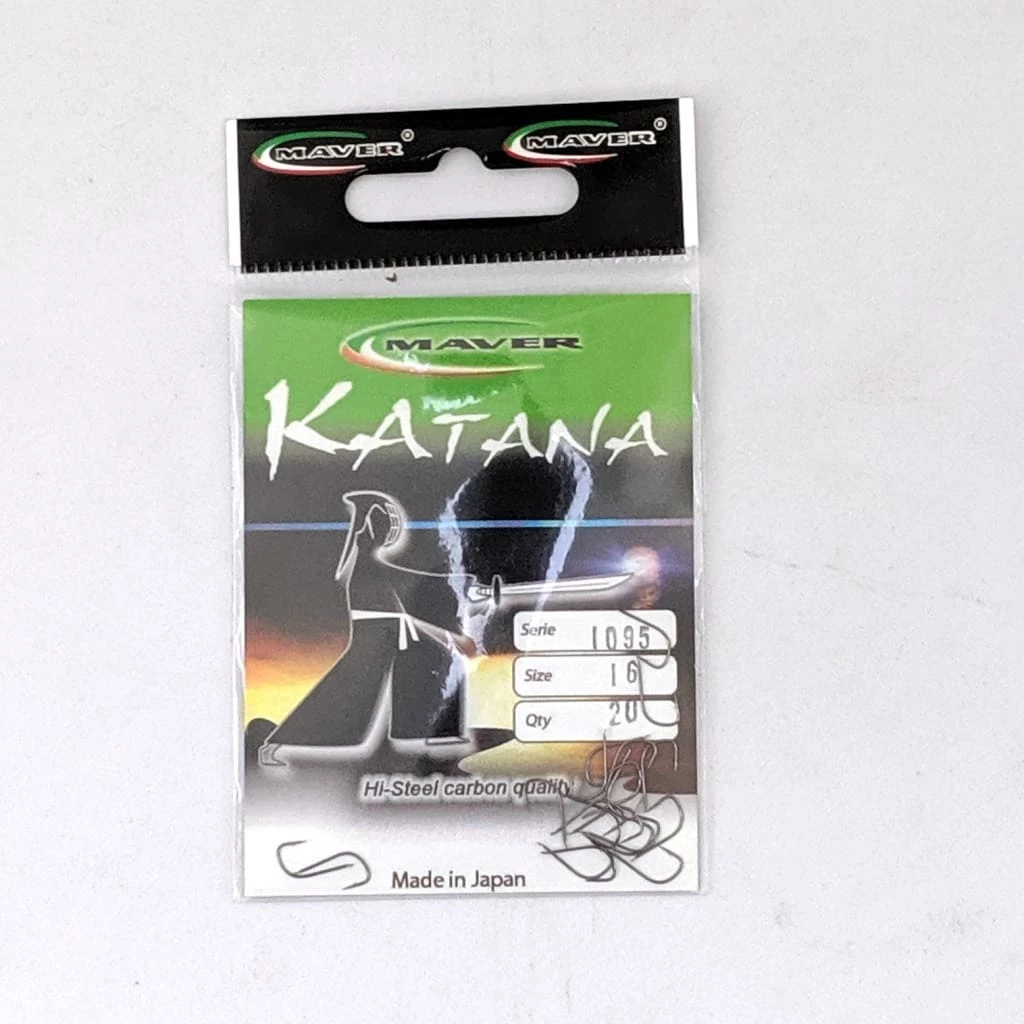 MAVER® MAVER®
MAVER
KATANA
Serie 1095
Size 16
Qty 20
Hi-Steel carbon quality
Made in Japan